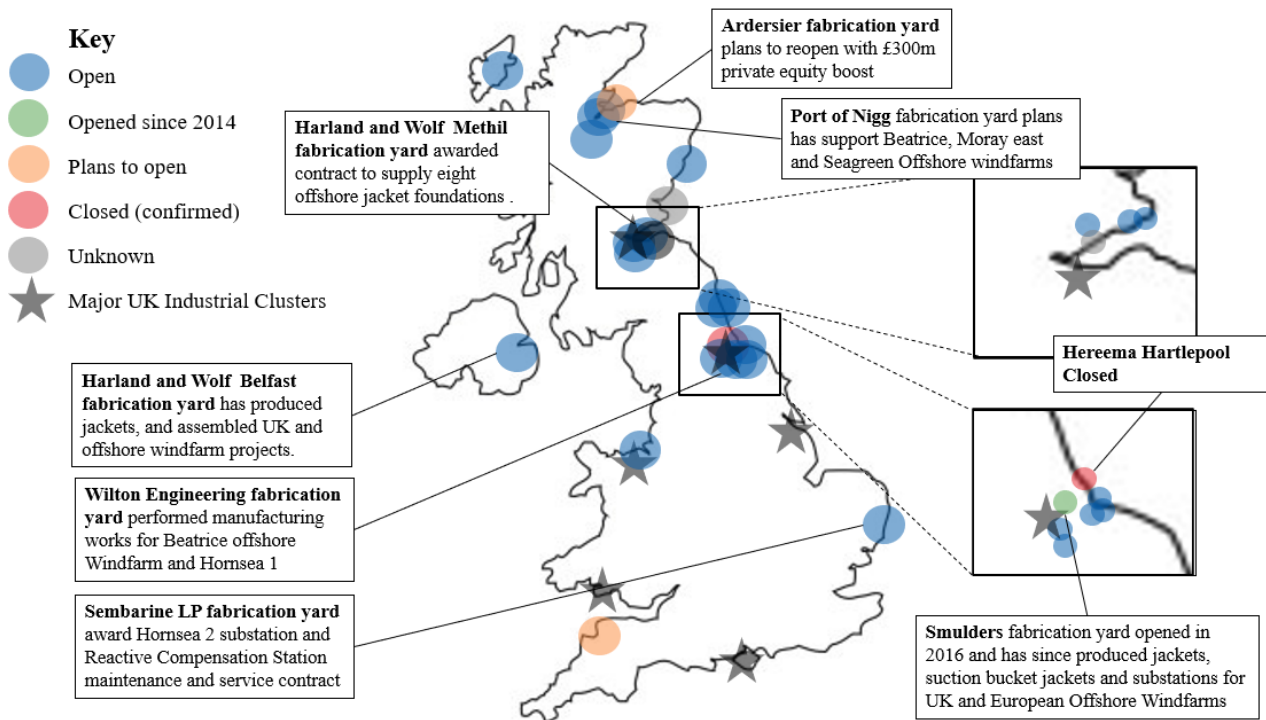 Key
Open
Opened since 2014
Plans to open
Closed (confirmed)
Unknown
Major UK Industrial Clusters
Ardersier fabrication yard
plans to reopen with £300m
private equity boost
Harland and Wolf Methil
fabrication yard awarded
contract to supply eight
offshore jacket foundations .
Port of Nigg fabrication yard plans
has support Beatrice, Moray east
and Seagreen Offshore windfarms
Hereema Hartlepool
Closed
Harland and Wolf Belfast
fabrication yard has produced
jackets, and assembled UK and
offshore windfarm projects.
Wilton Engineering fabrication
yard performed manufacturing
works for Beatrice offshore
Windfarm and Hornsea 1
Sembarine LP fabrication yard
award Hornsea 2 substation and
Reactive Compensation Station
maintenance and service contract
Smulders fabrication yard opened in
2016 and has since produced jackets,
suction bucket jackets and substations for
UK and European Offshore Windfarms